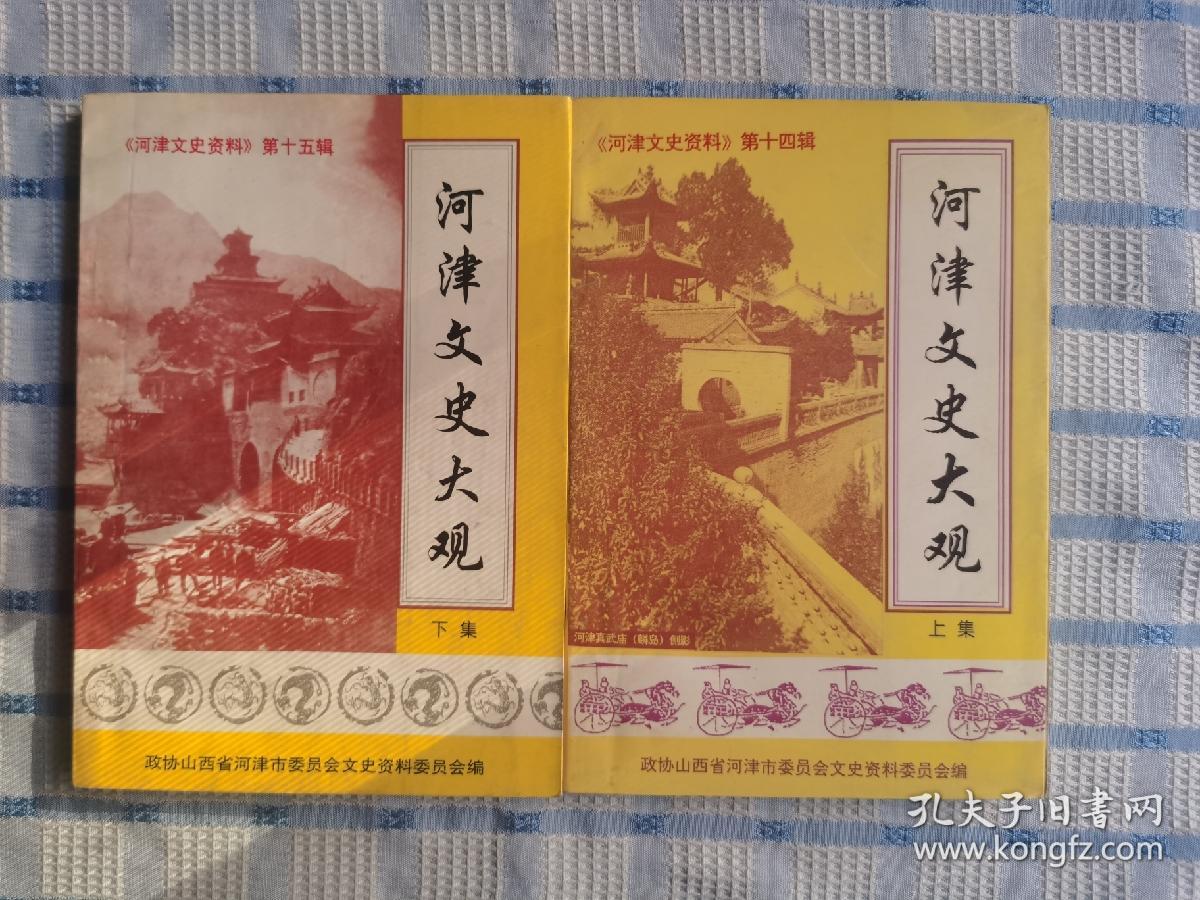 《河津文史资料》第十五辑
河津文史大观
下集
政协山西省河津市委员会文史资料委员会编
《河津文史资料》第十四辑
河津文史大观
上集
河津真武庙（麟岛）刨影
政协山西省河津市委员会文史资料委员会编
孔夫子旧书网
www.kongfz.com